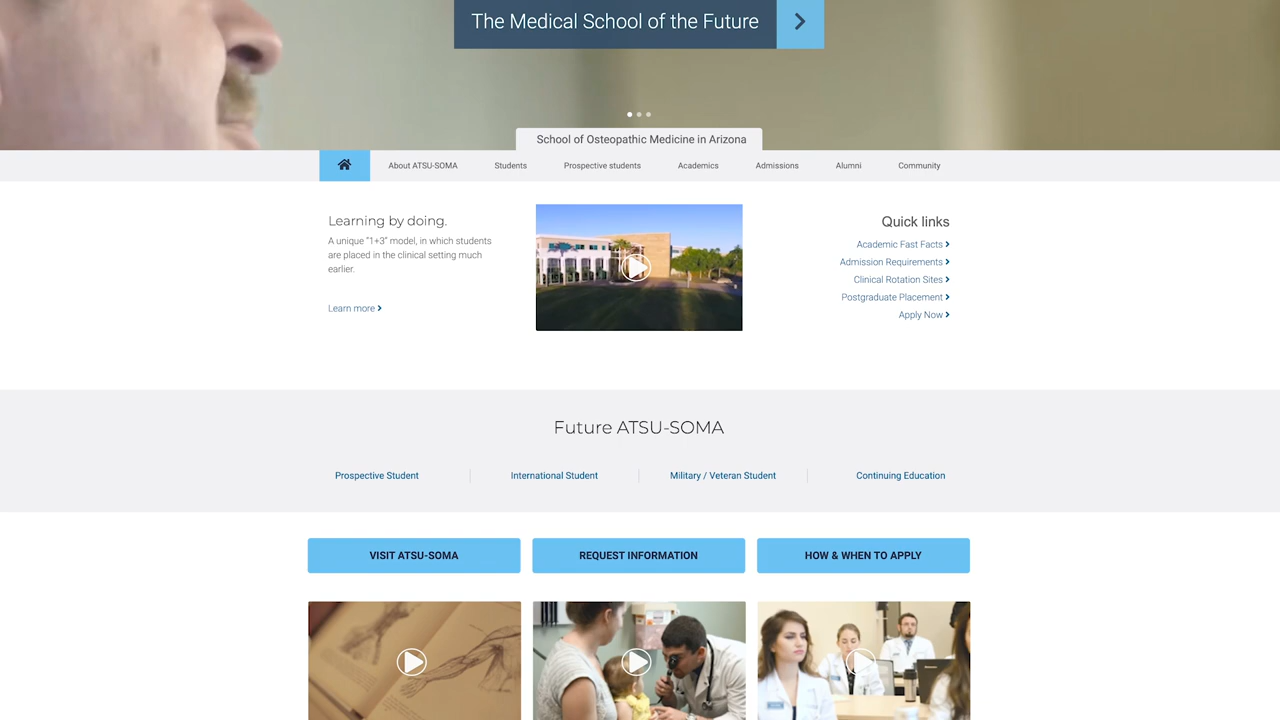 The Medical School of the Future
School of Osteopathic Medicine in Arizona
About ATSU-SOMA
Students
Prospective students
Academics
Admissions
Alumni
Community
Learning by doing.
A unique "1+3" model, in which students
are placed in the clinical setting much
earlier.
Learn more
Quick links
Academic Fast Facts
Admission Requirements
Clinical Rotation Sites
Postgraduate Placement
Apply Now
Future ATSU-SOMA
Prospective Student
International Student
Military / Veteran Student
Continuing Education
VISIT ATSU-SOMA
REQUEST INFORMATION
HOW & WHEN TO APPLY